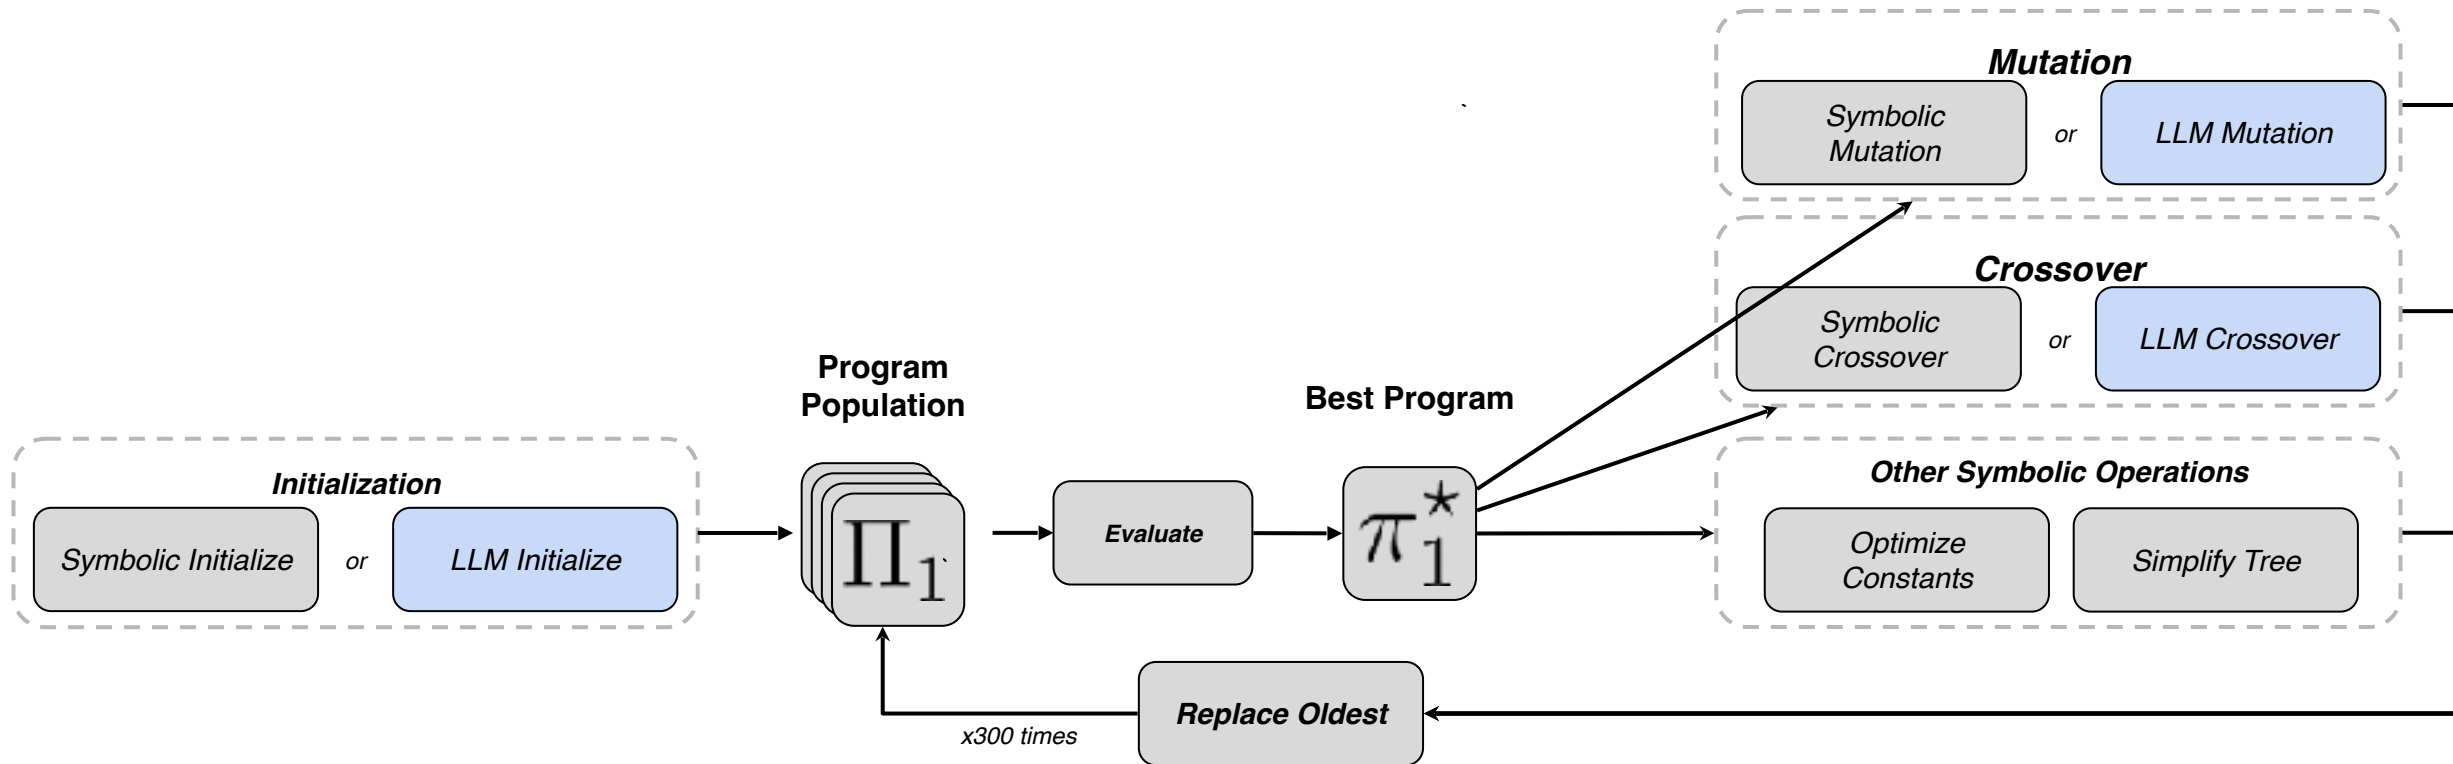 Mutation
Symbolic
Mutation
or
LLM Mutation
Crossover
Symbolic
Crossover
or
LLM Crossover
Program
Population
Best Program
Initialization
Symbolic Initialize
or
LLM Initialize
Π₁
Evaluate
π₁*
Other Symbolic Operations
Optimize
Constants
Simplify Tree
Replace Oldest
x300 times